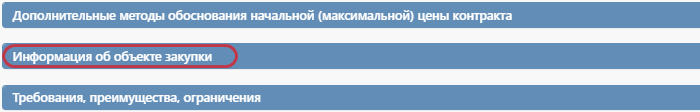 Дополнительные методы обоснования начальной (максимальной) цены контракта
Информация об объекте закупки
Требования, преимущества, ограничения